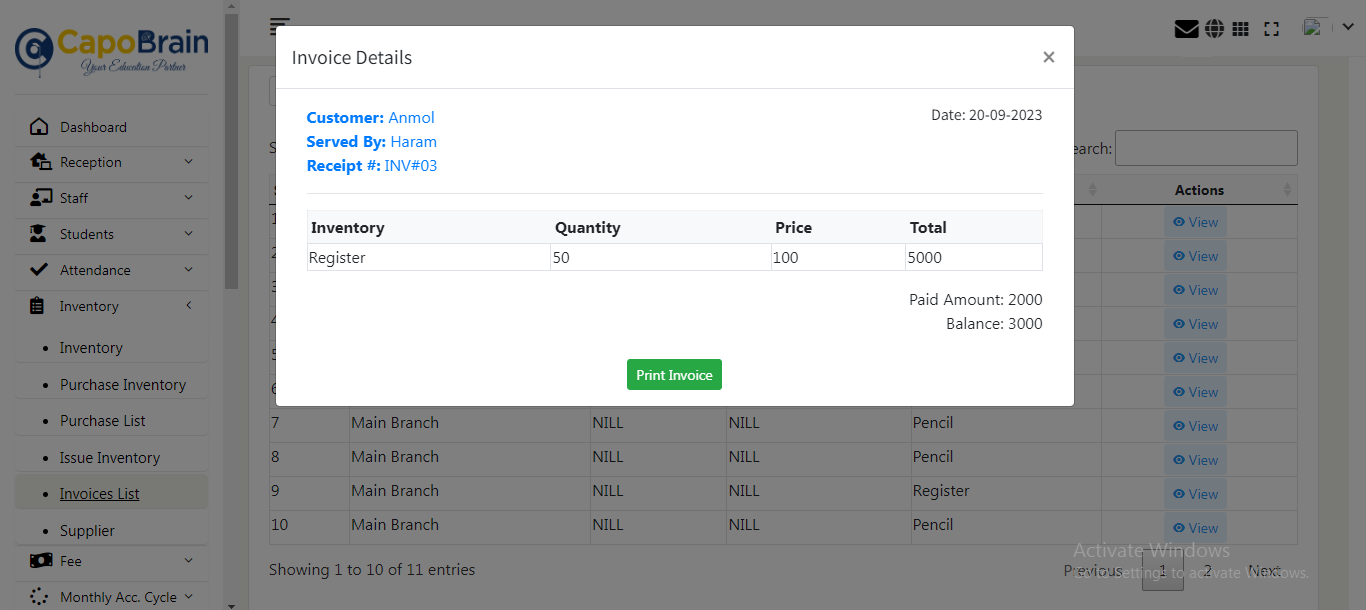 CapoBrain
Your Education Partner
Dashboard
Reception
Staff
Students
Attendance
Inventory
Inventory
Purchase Inventory
Purchase List
Issue Inventory
Invoices List
Supplier
Fee
Monthly Acc. Cycle
Invoice Details
×
Customer: Anmol
Date: 20-09-2023
Served By: Haram
Receipt #: INV#03
Inventory Quantity Price Total
Register 50 100 5000
Paid Amount: 2000
Balance: 3000
Print Invoice
earch:
Actions
View
View
View
View
View
View
7 Main Branch NILL NILL Pencil View
8 Main Branch NILL NILL Pencil View
9 Main Branch NILL NILL Register View
10 Main Branch NILL NILL Pencil View
Showing 1 to 10 of 11 entries
Previous 1 2 Next
Activate Windows
Go to Settings to activate Windows.